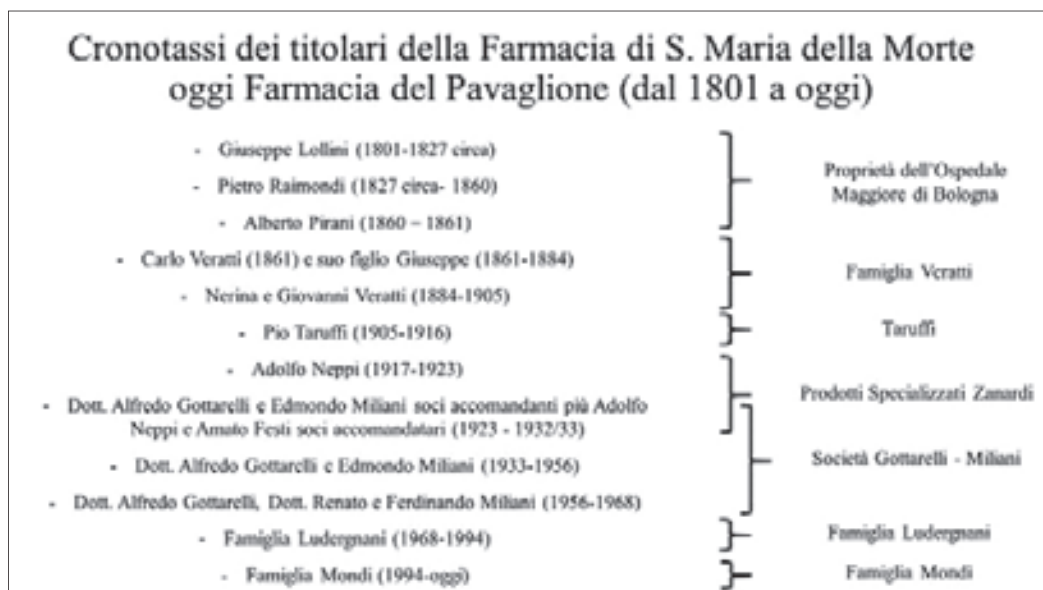 Cronotassi dei titolari della Farmacia di S. Maria della Morte
oggi Farmacia del Pavaglione (dal 1801 a oggi)
- Giuseppe Lollini (1801-1827 circa)
- Pietro Raimondi (1827 circa- 1860)
- Alberto Pirani (1860 – 1861)
Proprietà dell'Ospedale
Maggiore di Bologna
- Carlo Veratti (1861) e suo figlio Giuseppe (1861-1884)
- Nerina e Giovanni Veratti (1884-1905)
Famiglia Veratti
- Pio Taruffi (1905-1916)
Taruffi
- Adolfo Neppi (1917-1923)
- Dott. Alfredo Gottarelli e Edmondo Miliani soci accomandanti più Adolfo
Neppi e Amato Festi soci accomandatari (1923 - 1932/33)
Prodotti Specializzati Zanardi
- Dott. Alfredo Gottarelli e Edmondo Miliani (1933-1956)
- Dott. Alfredo Gottarelli, Dott. Renato e Ferdinando Miliani (1956-1968)
Società Gottarelli - Miliani
- Famiglia Ludergnani (1968-1994)
Famiglia Ludergnani
- Famiglia Mondi (1994-oggi)
Famiglia Mondi